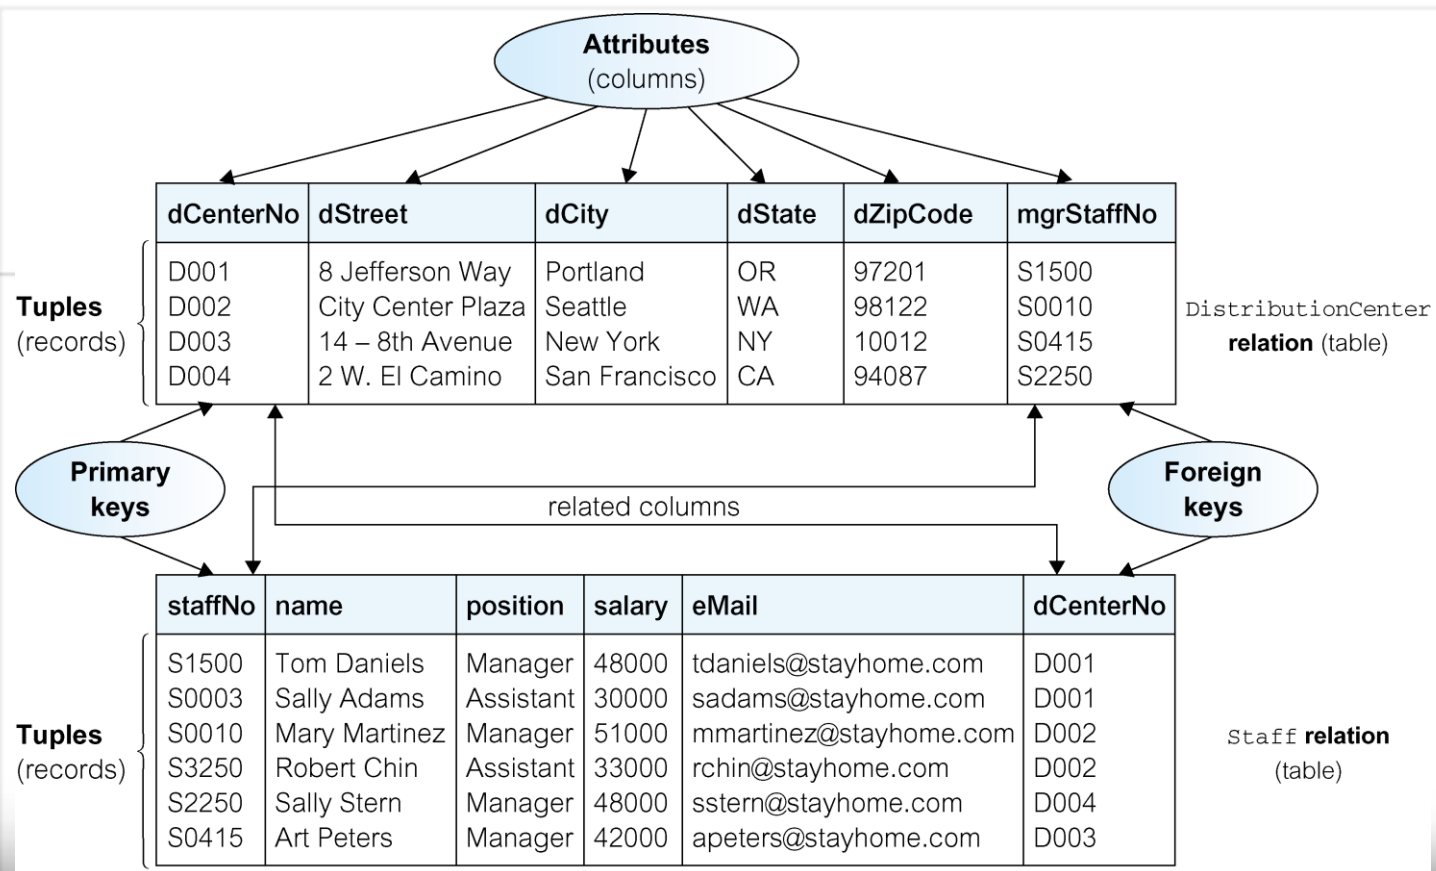 Attributes
(columns)
dCenterNo dStreet dCity dState dZipCode mgrStaffNo
D001 8 Jefferson Way Portland OR 97201 S1500
D002 City Center Plaza Seattle WA 98122 S0010
D003 14 – 8th Avenue New York NY 10012 S0415
D004 2 W. El Camino San Francisco CA 94087 S2250
Tuples
(records)
DistributionCenter
relation (table)
Primary
keys
related columns
Foreign
keys
staffNo name position salary eMail dCenterNo
S1500 Tom Daniels Manager 48000 tdaniels@stayhome.com D001
S0003 Sally Adams Assistant 30000 sadams@stayhome.com D001
S0010 Mary Martinez Manager 51000 mmartinez@stayhome.com D002
S3250 Robert Chin Assistant 33000 rchin@stayhome.com D002
S2250 Sally Stern Manager 48000 sstern@stayhome.com D004
S0415 Art Peters Manager 42000 apeters@stayhome.com D003
Tuples
(records)
Staff relation
(table)